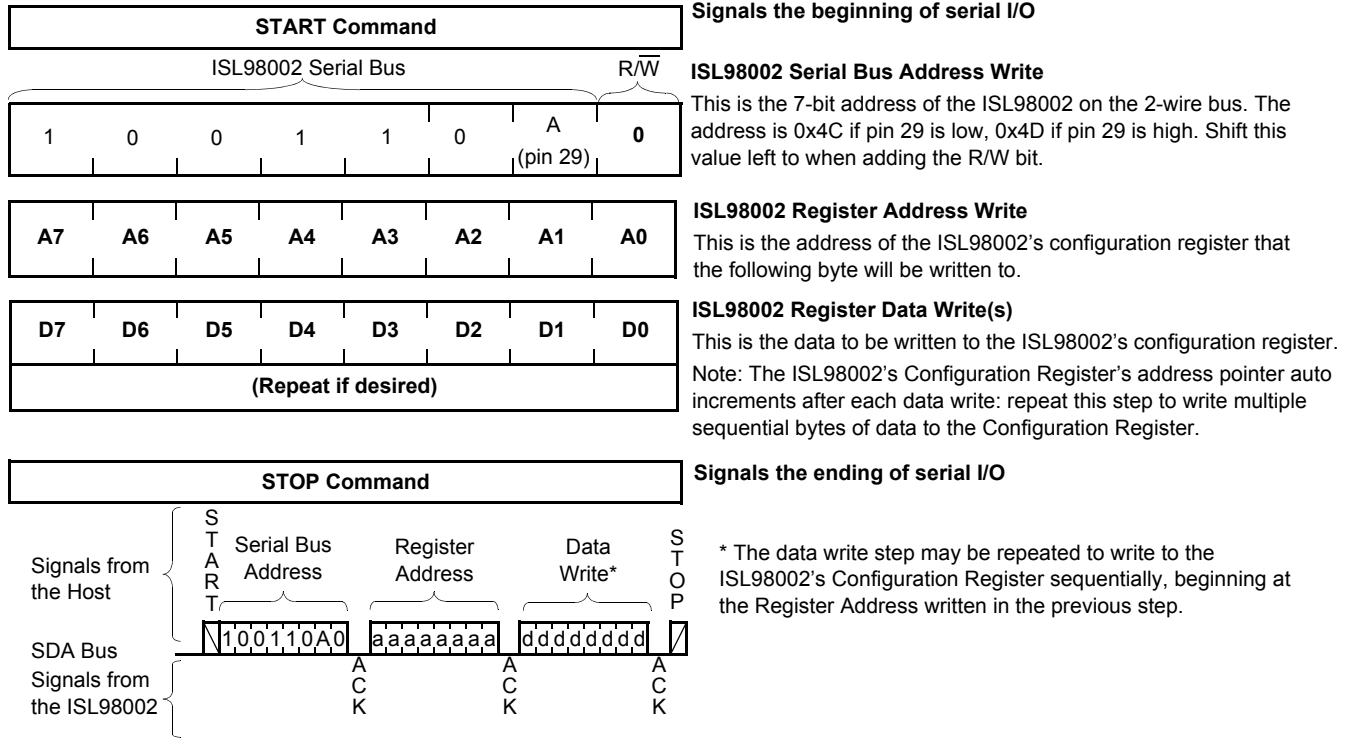 START Command
Signals the beginning of serial I/O
ISL98002 Serial Bus
R/W̅
ISL98002 Serial Bus Address Write
This is the 7-bit address of the ISL98002 on the 2-wire bus. The
address is 0x4C if pin 29 is low, 0x4D if pin 29 is high. Shift this
value left to when adding the R/W bit.
1 0 0 1 1 0 A (pin 29) 0
ISL98002 Register Address Write
This is the address of the ISL98002's configuration register that
the following byte will be written to.
A7 A6 A5 A4 A3 A2 A1 A0
ISL98002 Register Data Write(s)
This is the data to be written to the ISL98002's configuration register.
Note: The ISL98002's Configuration Register's address pointer auto
increments after each data write: repeat this step to write multiple
sequential bytes of data to the Configuration Register.
D7 D6 D5 D4 D3 D2 D1 D0
(Repeat if desired)
STOP Command
Signals the ending of serial I/O
Signals from
the Host
START
Serial Bus
Address
Register
Address
Data
Write*
STOP
* The data write step may be repeated to write to the
ISL98002's Configuration Register sequentially, beginning at
the Register Address written in the previous step.
SDA Bus
1 0 0 1 1 0 A 0
a a a a a a a a
d d d d d d d d
Signals from
the ISL98002
ACK
ACK
ACK